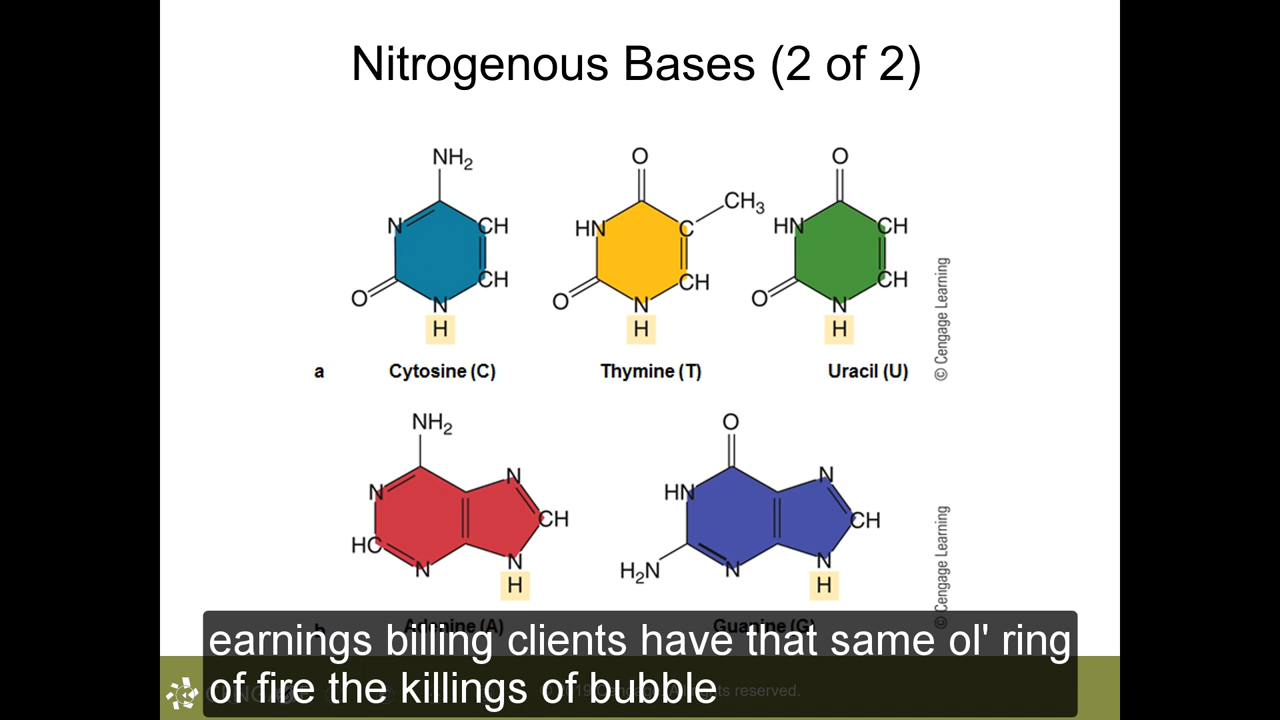 Nitrogenous Bases (2 of 2)
NH2 O O
CH3
N CH HN C HN CH
CH CH CH
O N O N O N
H H H
a Cytosine (C) Thymine (T) Uracil (U)
© Cengage Learning
NH2 O
N N HN N
CH CH
HC N N H2N N N
H H
© Cengage Learning
b Adenine (A) Guanine (G)
earnings billing clients have that same ol' ring
of fire the killings of bubble